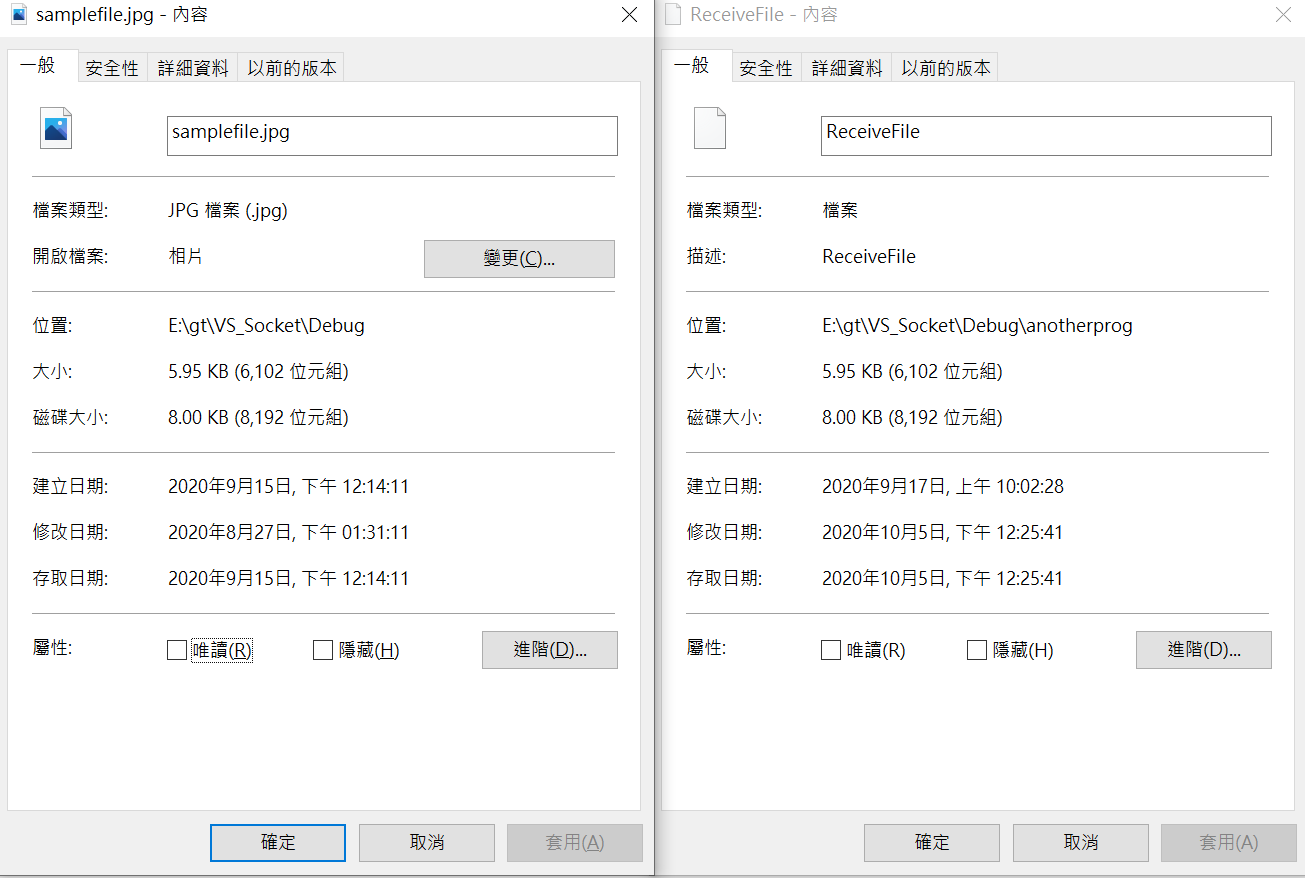 samplefile.jpg - 內容
一般 安全性 詳細資料 以前的版本
samplefile.jpg
檔案類型: JPG 檔案 (.jpg)
開啟檔案: 相片 變更(C)...
位置: E:\gt\VS_Socket\Debug
大小: 5.95 KB (6,102 位元組)
磁碟大小: 8.00 KB (8,192 位元組)
建立日期: 2020年9月15日, 下午 12:14:11
修改日期: 2020年8月27日, 下午 01:31:11
存取日期: 2020年9月15日, 下午 12:14:11
屬性: 唯讀(R) 隱藏(H) 進階(D)...
確定 取消 套用(A)
ReceiveFile - 內容
一般 安全性 詳細資料 以前的版本
ReceiveFile
檔案類型: 檔案
描述: ReceiveFile
位置: E:\gt\VS_Socket\Debug\anotherprog
大小: 5.95 KB (6,102 位元組)
磁碟大小: 8.00 KB (8,192 位元組)
建立日期: 2020年9月17日, 上午 10:02:28
修改日期: 2020年10月5日, 下午 12:25:41
存取日期: 2020年10月5日, 下午 12:25:41
屬性: 唯讀(R) 隱藏(H) 進階(D)...
確定 取消 套用(A)